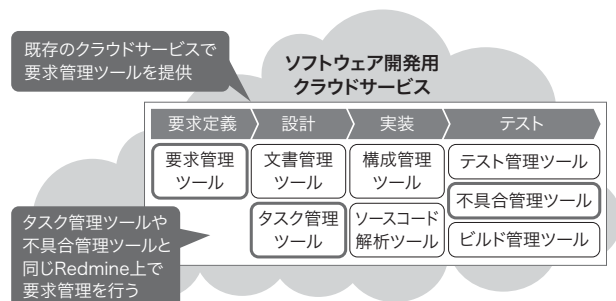 既存のクラウドサービスで
要求管理ツールを提供
ソフトウェア開発用
クラウドサービス
要求定義
設計
実装
テスト
要求管理
ツール
文書管理
ツール
構成管理
ツール
テスト管理ツール
タスク管理
ツール
ソースコード
解析ツール
不具合管理ツール
ビルド管理ツール
タスク管理ツールや
不具合管理ツールと
同じRedmine上で
要求管理を行う